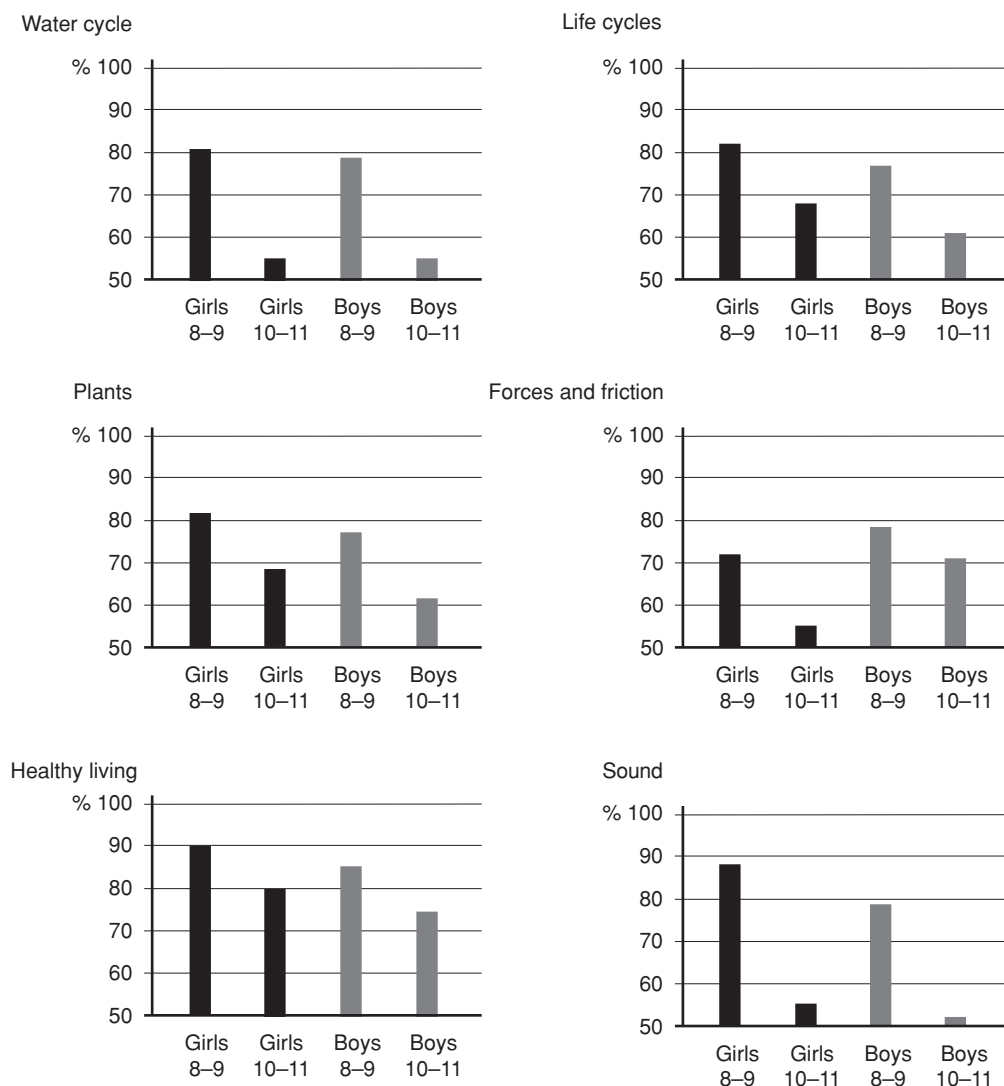 Water cycle
% 100
90
80
70
60
50
Girls 8–9
Girls 10–11
Boys 8–9
Boys 10–11
Life cycles
% 100
90
80
70
60
50
Girls 8–9
Girls 10–11
Boys 8–9
Boys 10–11
Plants
% 100
90
80
70
60
50
Girls 8–9
Girls 10–11
Boys 8–9
Boys 10–11
Forces and friction
% 100
90
80
70
60
50
Girls 8–9
Girls 10–11
Boys 8–9
Boys 10–11
Healthy living
% 100
90
80
70
60
50
Girls 8–9
Girls 10–11
Boys 8–9
Boys 10–11
Sound
% 100
90
80
70
60
50
Girls 8–9
Girls 10–11
Boys 8–9
Boys 10–11